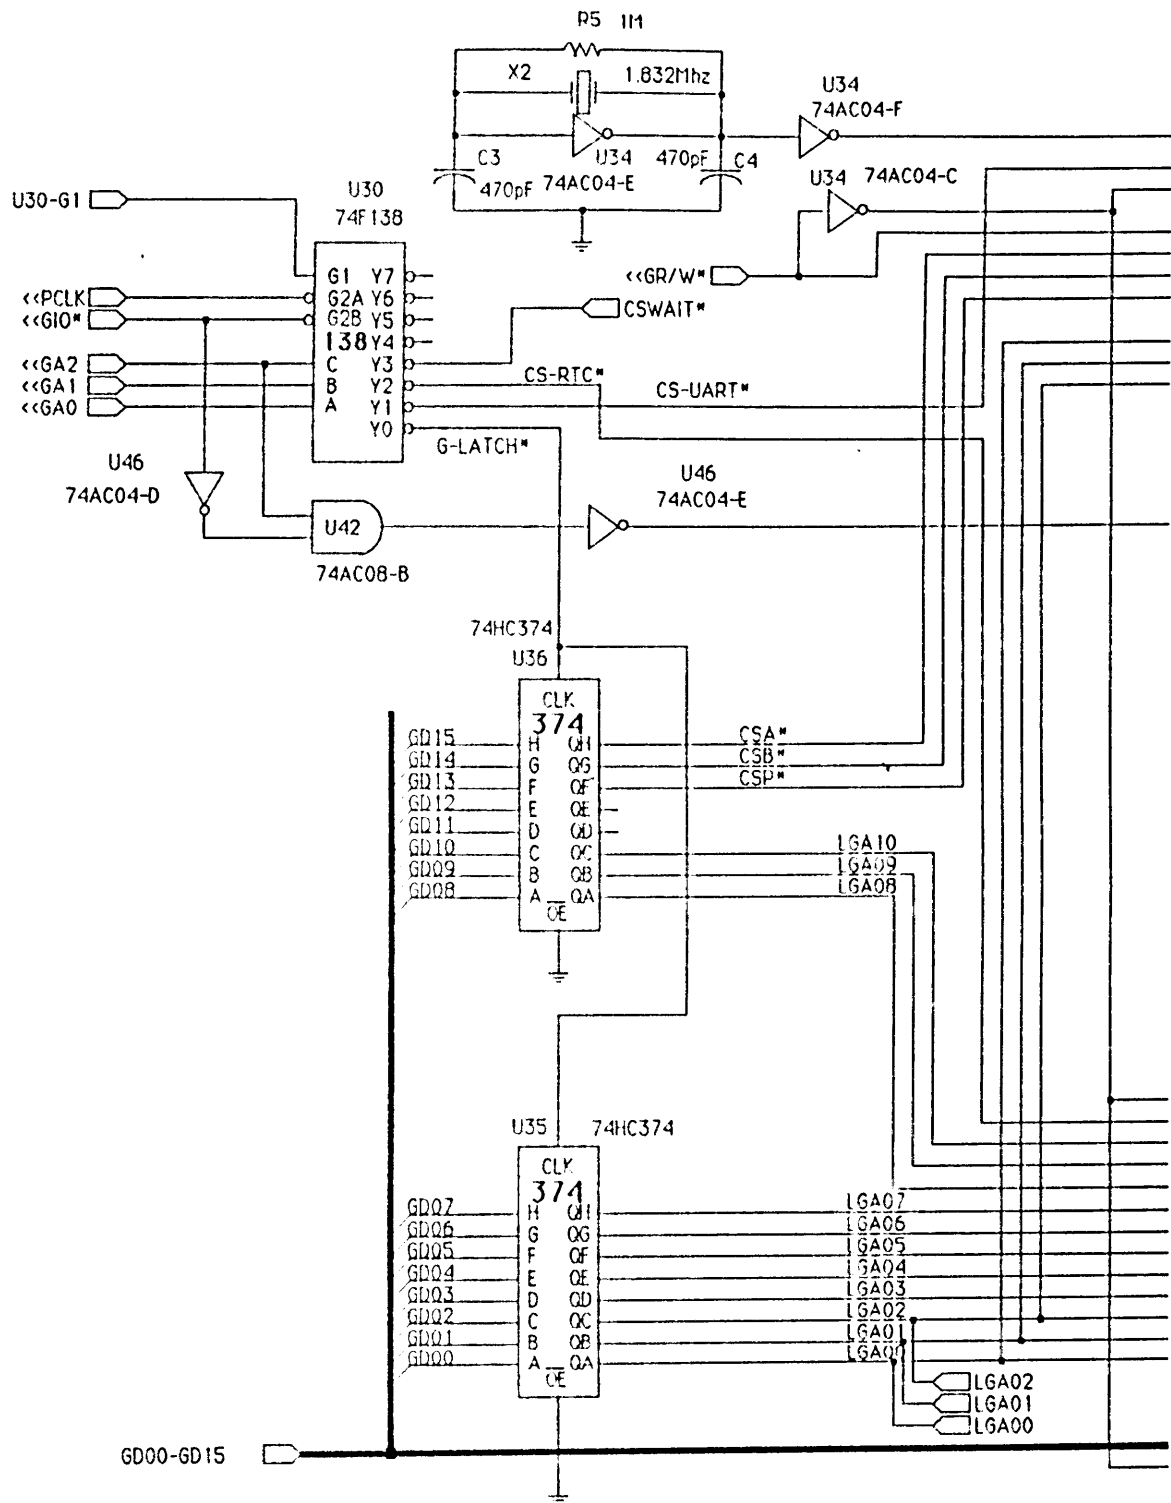 R5 1M
X2 1.832Mhz
U34
74AC04-F
C3
470pF
U34
74AC04-E
470pF C4
U34 74AC04-C
U30
74F138
U30-G1
<<PCLK
<<GIO*
<<GA2
<<GA1
<<GA0
G1 Y7
G2A Y6
G2B Y5
138 Y4
C Y3
B Y2
A Y1
Y0
<<GR/W*
CSWAIT*
CS-RTC*
CS-UART*
G-LATCH*
U46
74AC04-D
U42
74AC08-B
U46
74AC04-E
74HC374
U36
CLK
374
GD15 H QH CSA*
GD14 G QG CSB*
GD13 F QF CSP*
GD12 E QE
GD11 D QD
GD10 C QC LGA10
GD09 B QB LGA09
GD08 A QA LGA08
OE
U35 74HC374
CLK
374
GD07 H QH LGA07
GD06 G QG LGA06
GD05 F QF LGA05
GD04 E QE LGA04
GD03 D QD LGA03
GD02 C QC LGA02
GD01 B QB LGA01
GD00 A QA LGA00
OE
LGA02
LGA01
LGA00
GD00-GD15